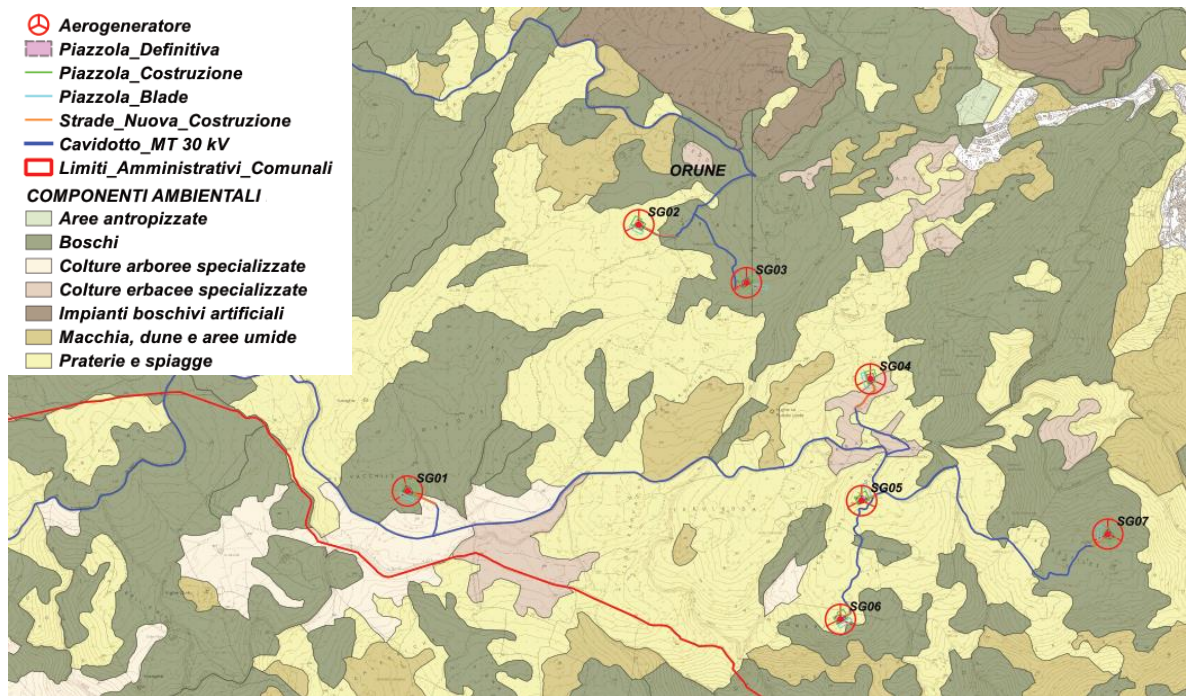 Aerogeneratore
Piazzola_Definitiva
Piazzola_Costruzione
Piazzola_Blade
Strade_Nuova_Costruzione
Cavidotto_MT 30 kV
Limiti_Amministrativi_Comunali
COMPONENTI AMBIENTALI
Aree antropizzate
Boschi
Colture arboree specializzate
Colture erbacee specializzate
Impianti boschivi artificiali
Macchia, dune e aree umide
Praterie e spiagge
ORUNE
SG02
SG03
SG04
SG01
SG05
SG07
SG06